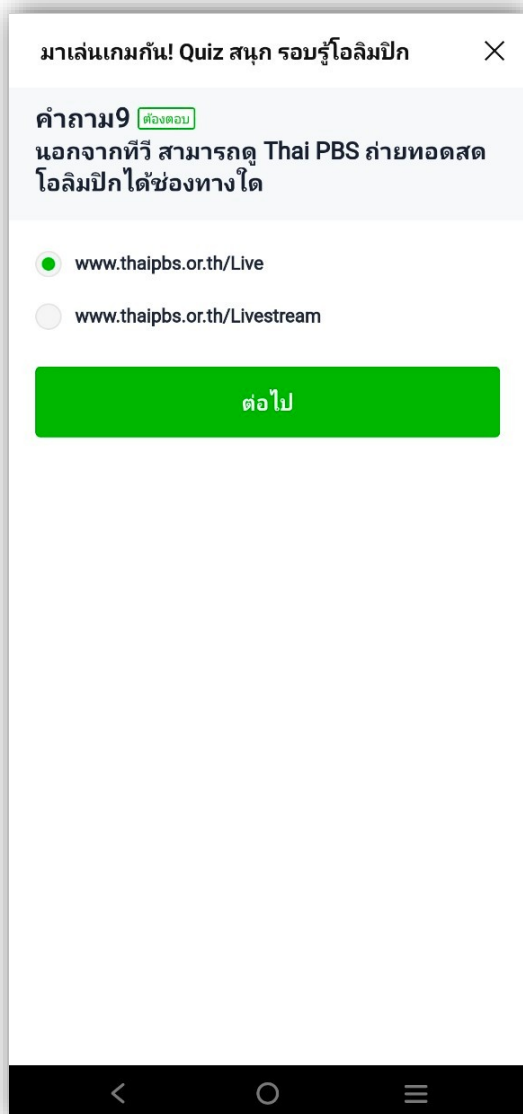 มาเล่นเกมกัน! Quiz สนุก รอบรู้โอลิมปิก
คำถาม9 ต้องตอบ
นอกจากทีวี สามารถดู Thai PBS ถ่ายทอดสด
โอลิมปิกได้ช่องทางใด
www.thaipbs.or.th/Live
www.thaipbs.or.th/Livestream
ต่อไป